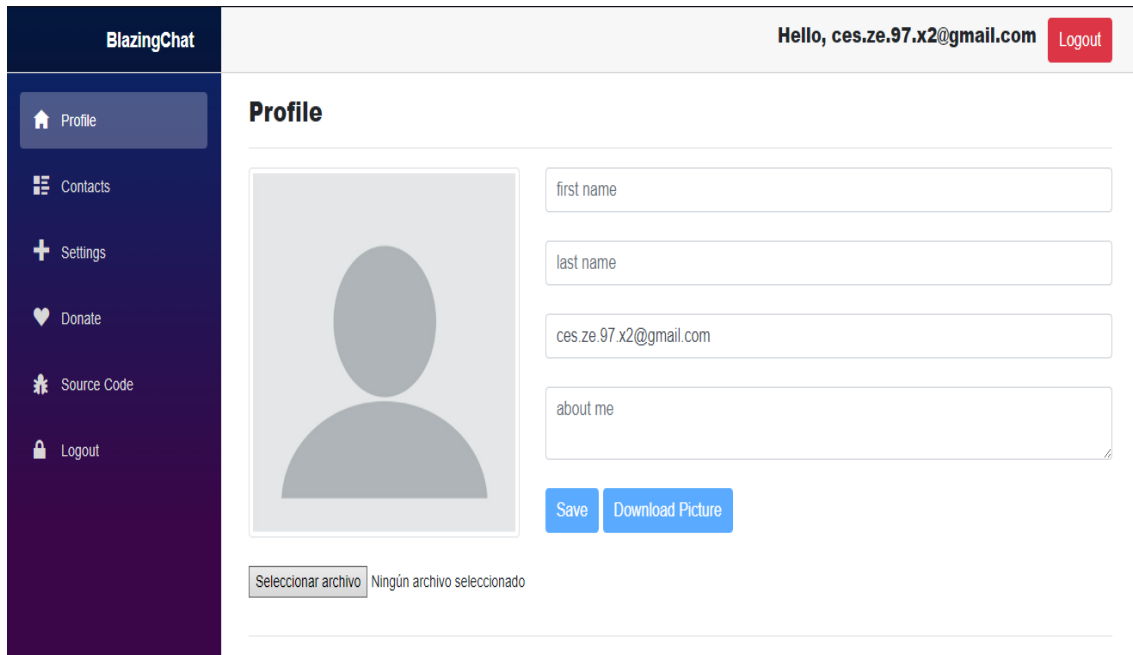 BlazingChat
Hello, ces.ze.97.x2@gmail.com Logout
Profile
Contacts
Settings
Donate
Source Code
Logout
Profile
first name
last name
ces.ze.97.x2@gmail.com
about me
Save Download Picture
Seleccionar archivo Ningún archivo seleccionado